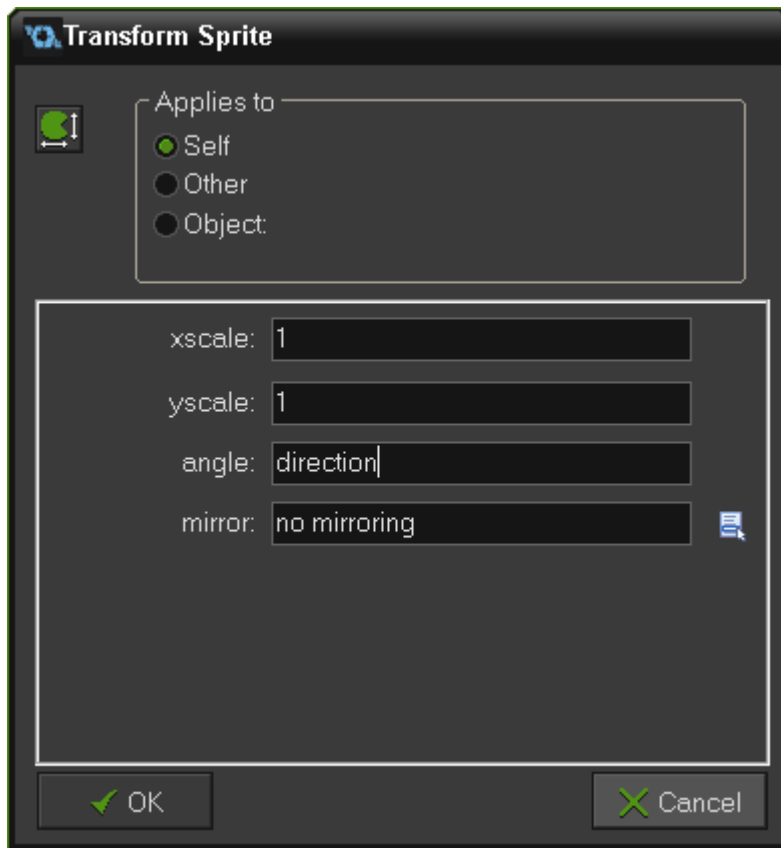 Transform Sprite
Applies to
Self
Other
Object:
xscale: 1
yscale: 1
angle: direction
mirror: no mirroring
OK
Cancel